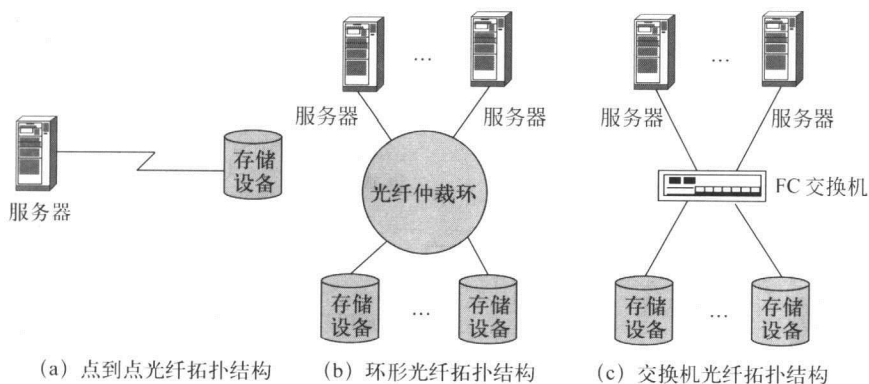 … …
服务器 服务器 服务器 服务器
存储
设备
服务器
光纤仲裁环
FC 交换机
存储 … 存储 存储 … 存储
设备 设备 设备 设备
(a) 点到点光纤拓扑结构 (b) 环形光纤拓扑结构 (c) 交换机光纤拓扑结构